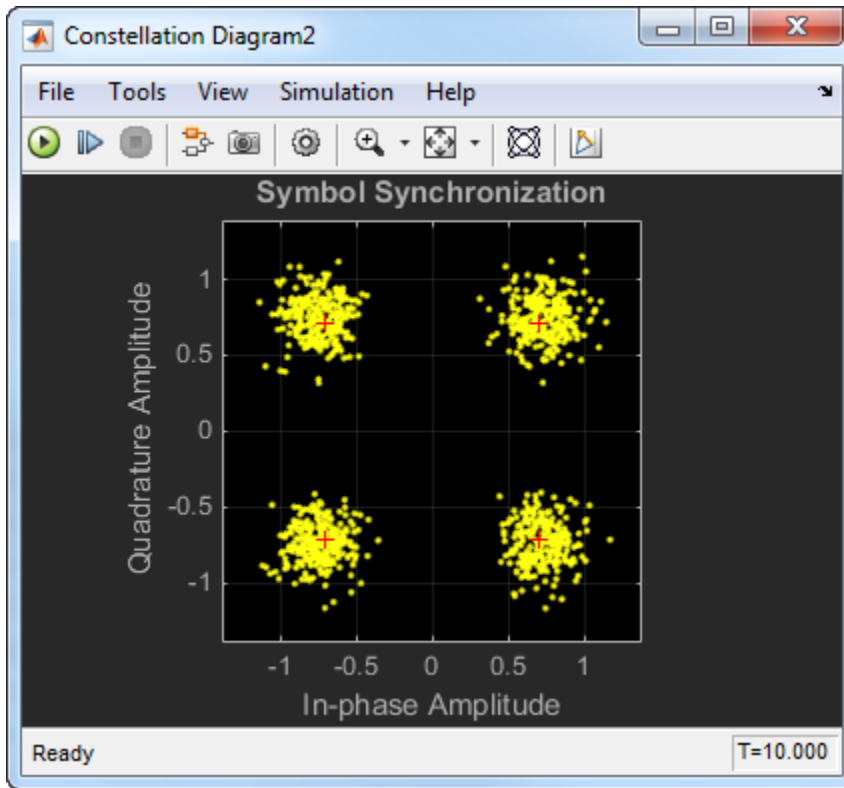 Constellation Diagram2
File Tools View Simulation Help
Symbol Synchronization
Quadrature Amplitude
1
0.5
0
-0.5
-1
-1 -0.5 0 0.5 1
In-phase Amplitude
Ready T=10.000